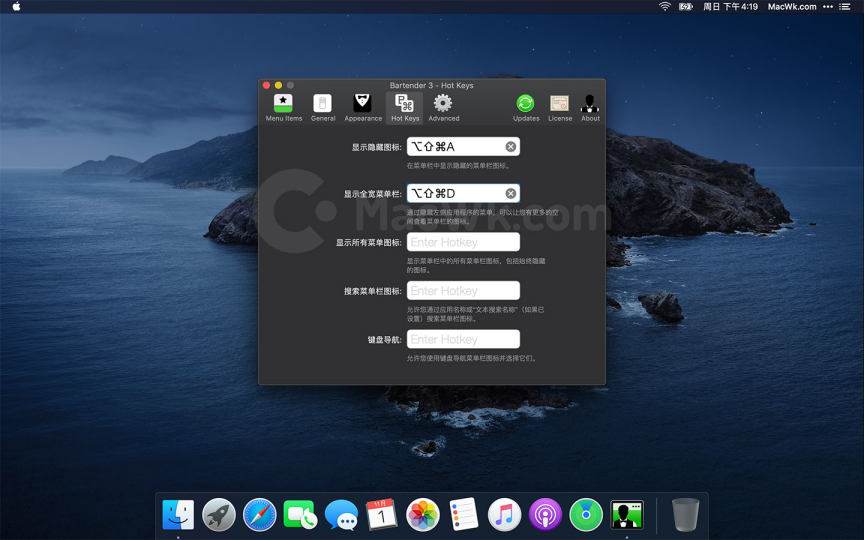 周日 下午4:19 MacWk.com
Bartender 3 - Hot Keys
Menu Items General Appearance Hot Keys Advanced Updates License About
显示隐藏图标: ⌥⇧⌘A
在菜单栏中显示隐藏的菜单栏图标。
显示全宽菜单栏: ⌥⇧⌘D
通过隐藏左侧应用程序的菜单，可以让您有更多的空
间查看菜单栏的图标。
MacWk.com
显示所有菜单图标: Enter Hotkey
显示菜单栏中的所有菜单栏图标，包括始终隐藏
的图标。
搜索菜单栏图标: Enter Hotkey
允许您通过应用名称或“文本搜索名称”（如果已
设置）搜索菜单栏图标。
键盘导航: Enter Hotkey
允许您使用键盘导航菜单栏图标并选择它们。
11月
1